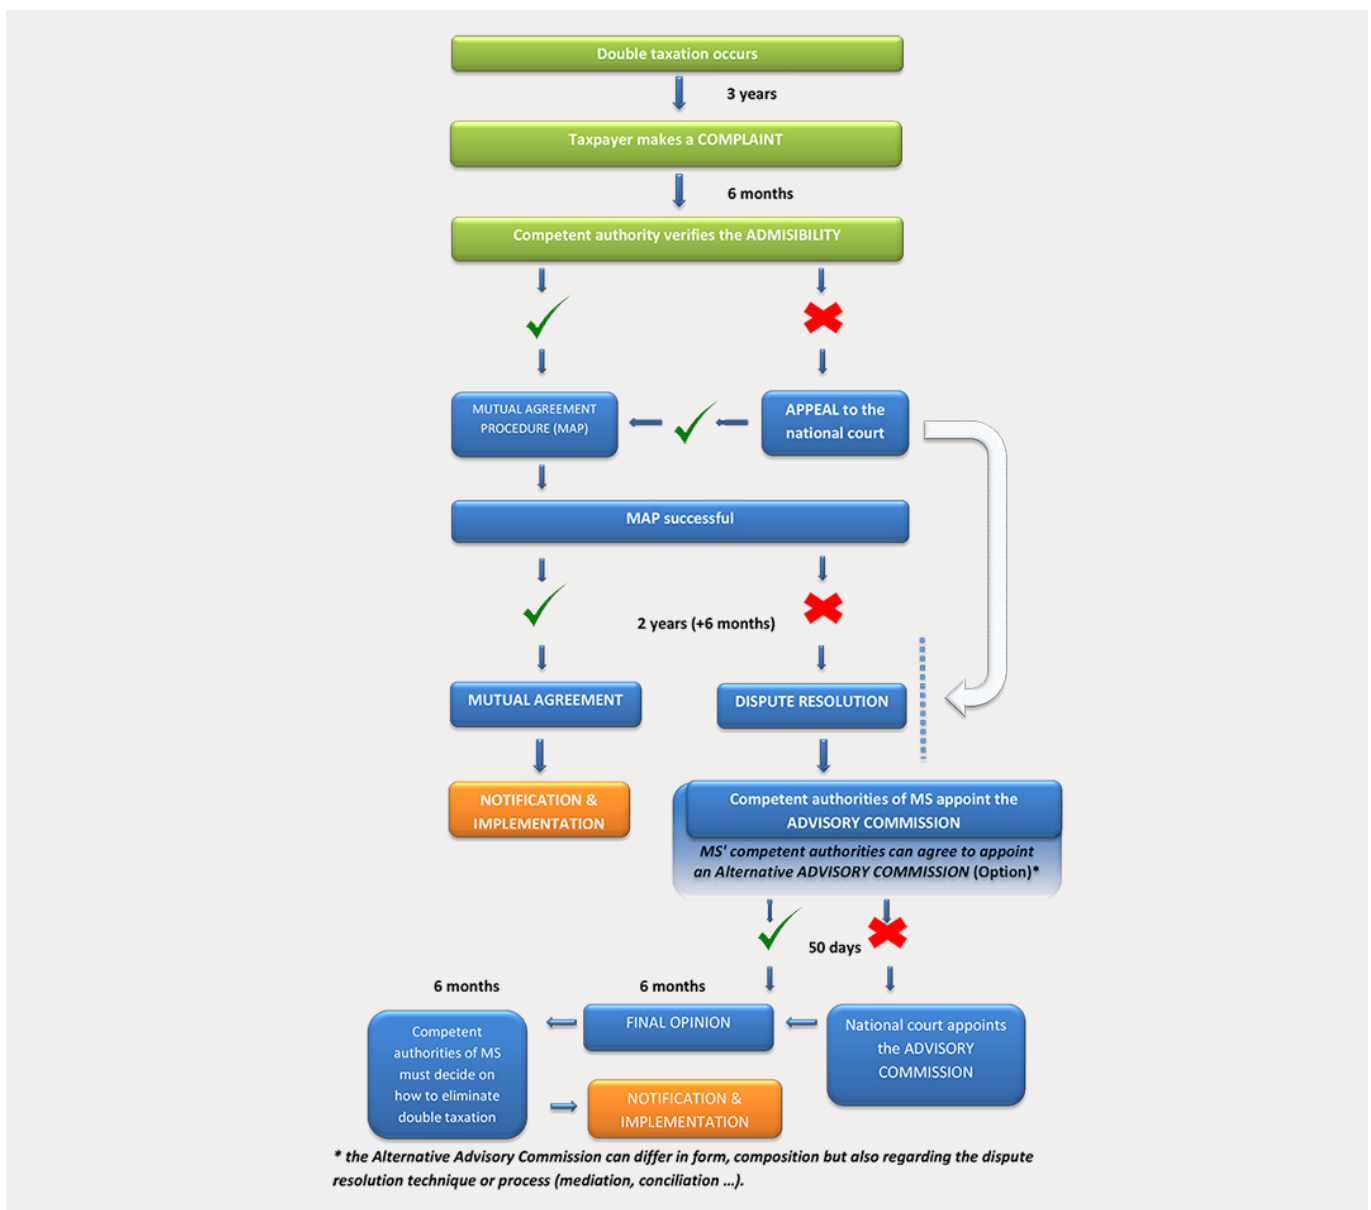 Double taxation occurs
3 years
Taxpayer makes a COMPLAINT
6 months
Competent authority verifies the ADMISIBILITY
MUTUAL AGREEMENT
PROCEDURE (MAP)
APPEAL to the
national court
MAP successful
2 years (+6 months)
MUTUAL AGREEMENT
DISPUTE RESOLUTION
NOTIFICATION &
IMPLEMENTATION
Competent authorities of MS appoint the
ADVISORY COMMISSION
MS' competent authorities can agree to appoint
an Alternative ADVISORY COMMISSION (Option)*
50 days
6 months
6 months
Competent
authorities of MS
must decide on
how to eliminate
double taxation
FINAL OPINION
National court appoints
the ADVISORY
COMMISSION
NOTIFICATION &
IMPLEMENTATION
* the Alternative Advisory Commission can differ in form, composition but also regarding the dispute
resolution technique or process (mediation, conciliation ...).